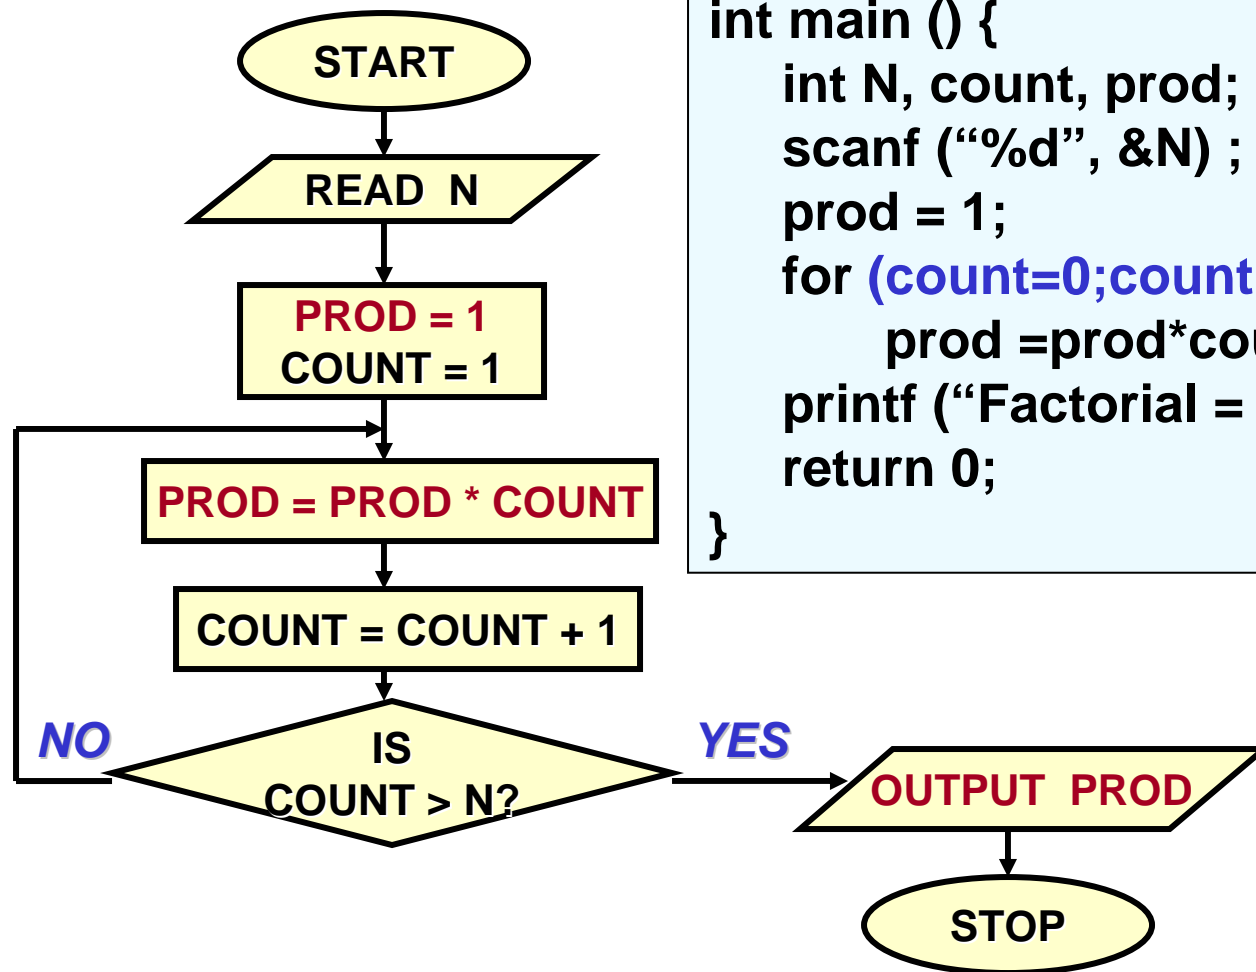 START
READ N
PROD = 1
COUNT = 1
PROD = PROD * COUNT
COUNT = COUNT + 1
IS
COUNT > N?
NO
YES
OUTPUT PROD
STOP
int main () {
int N, count, prod;
scanf (“%d”, &N) ;
prod = 1;
for (count=0;count
prod =prod*cou
printf (“Factorial =
return 0;
}